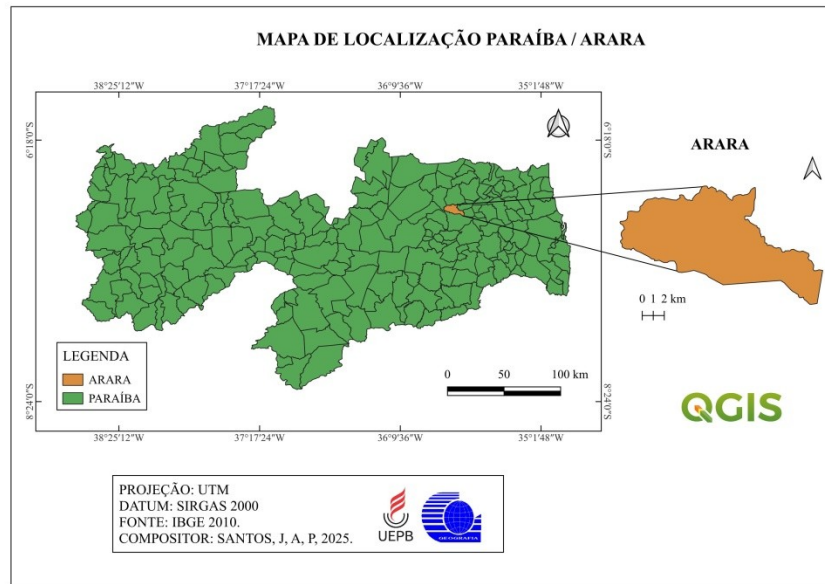 MAPA DE LOCALIZAÇÃO PARAÍBA / ARARA
38°25'12"W 37°17'24"W 36°9'36"W 35°1'48"W
6°18'0"S
6°18'0"S
ARARA
0 1 2 km
LEGENDA
ARARA
PARAÍBA
0 50 100 km
8°24'0"S
8°24'0"S
38°25'12"W 37°17'24"W 36°9'36"W 35°1'48"W
QGIS
PROJEÇÃO: UTM
DATUM: SIRGAS 2000
FONTE: IBGE 2010.
COMPOSITOR: SANTOS, J, A, P, 2025.
UEPB
GEOGRAFIA